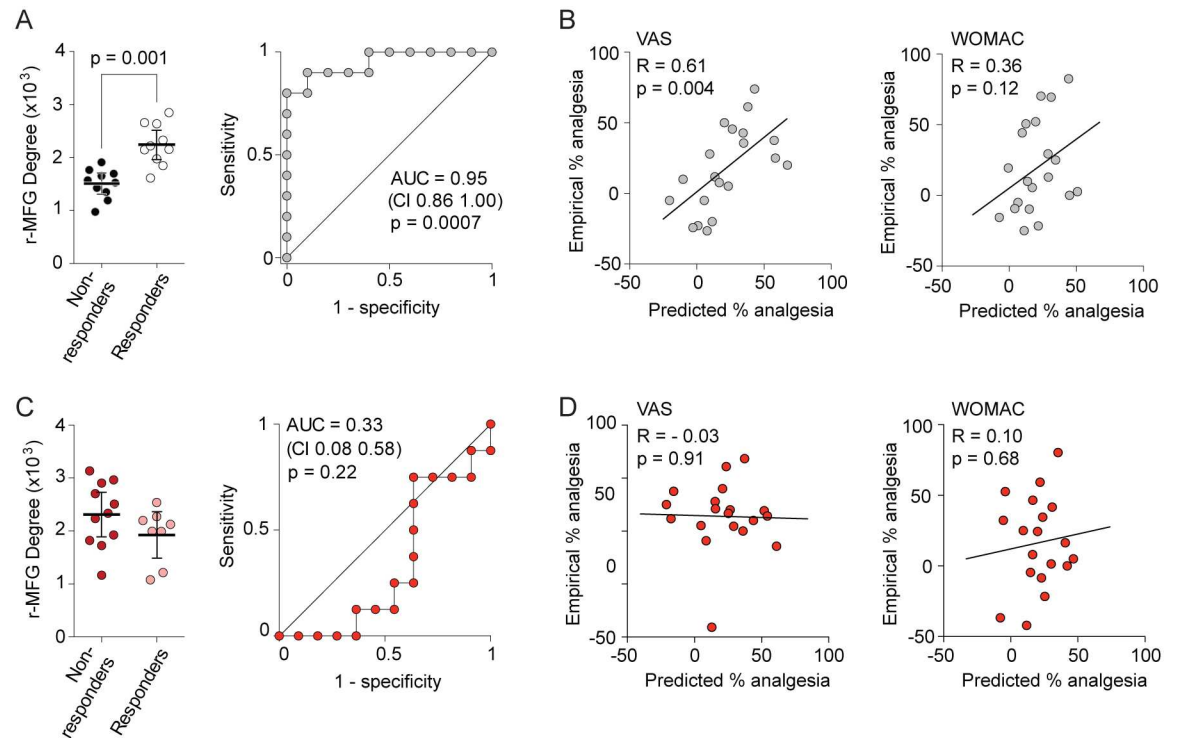 A
r-MFG Degree (x10³)
4
3
2
1
0
p = 0.001
Non-
responders
Responders
Sensitivity
1
0.5
0
AUC = 0.95
(CI 0.86 1.00)
p = 0.0007
0
0.5
1
1 - specificity
B
VAS
R = 0.61
p = 0.004
Empirical % analgesia
100
50
0
-50
-50
0
50
100
Predicted % analgesia
WOMAC
R = 0.36
p = 0.12
Empirical % analgesia
100
50
0
-50
-50
0
50
100
Predicted % analgesia
C
r-MFG Degree (x10³)
4
3
2
1
0
Non-
responders
Responders
Sensitivity
1
0.5
0
AUC = 0.33
(CI 0.08 0.58)
p = 0.22
0
0.5
1
1 - specificity
D
VAS
R = - 0.03
p = 0.91
Empirical % analgesia
100
50
0
-50
-50
0
50
100
Predicted % analgesia
WOMAC
R = 0.10
p = 0.68
Empirical % analgesia
100
50
0
-50
-50
0
50
100
Predicted % analgesia